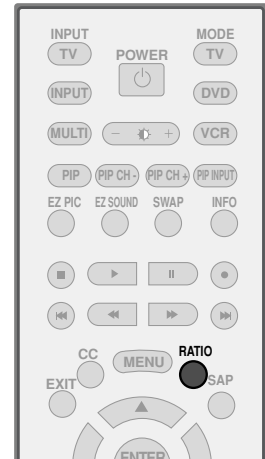 INPUT MODE
TV POWER TV
INPUT DVD
MULTI - + VCR
PIP PIP CH - PIP CH + PIP INPUT
EZ PIC EZ SOUND SWAP INFO
CC MENU RATIO
EXIT SAP
ENTER